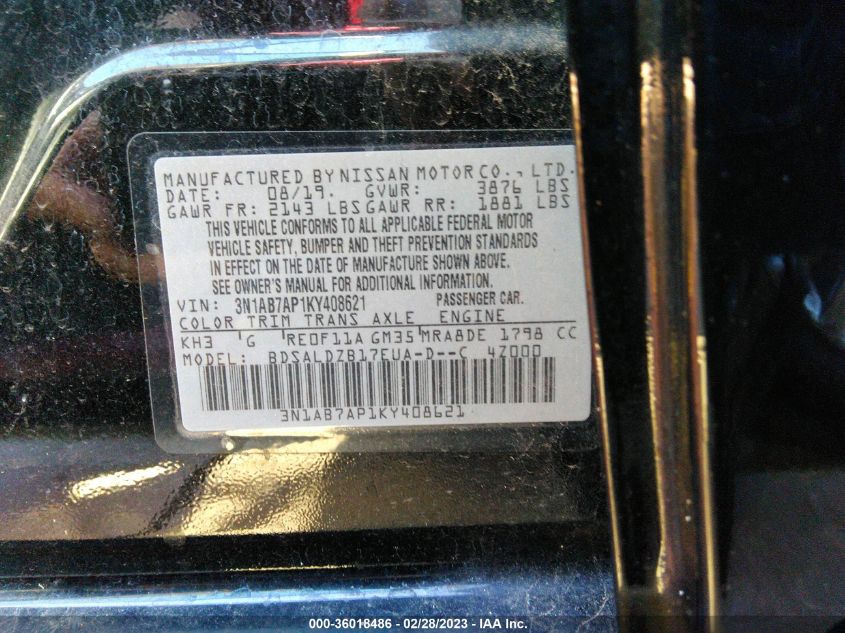 MANUFACTURED BY NISSAN MOTOR CO., LTD.
DATE: 08/19. GVWR: 3876 LBS
GAWR FR: 2143 LBS GAWR RR: 1881 LBS
THIS VEHICLE CONFORMS TO ALL APPLICABLE FEDERAL MOTOR
VEHICLE SAFETY, BUMPER AND THEFT PREVENTION STANDARDS
IN EFFECT ON THE DATE OF MANUFACTURE SHOWN ABOVE.
SEE OWNER'S MANUAL FOR ADDITIONAL INFORMATION.
VIN: 3N1AB7AP1KY408621 PASSENGER CAR.
COLOR TRIM TRANS AXLE ENGINE
KH3 'G 'RE0F11A GM35'MRA8DE 1798 CC
MODEL: BDSALDZB17EUA-D--C 4Z000
3N1AB7AP1KY408621
000-36018486 - 02/28/2023 - IAA Inc.